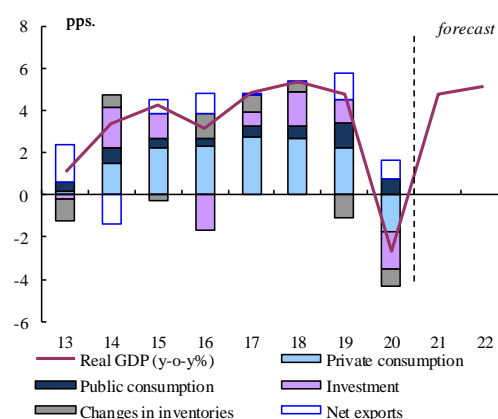 pps.
forecast
8
6
4
2
0
-2
-4
-6
13 14 15 16 17 18 19 20 21 22
Real GDP (y-o-y%) Private consumption
Public consumption Investment
Changes in inventories Net exports